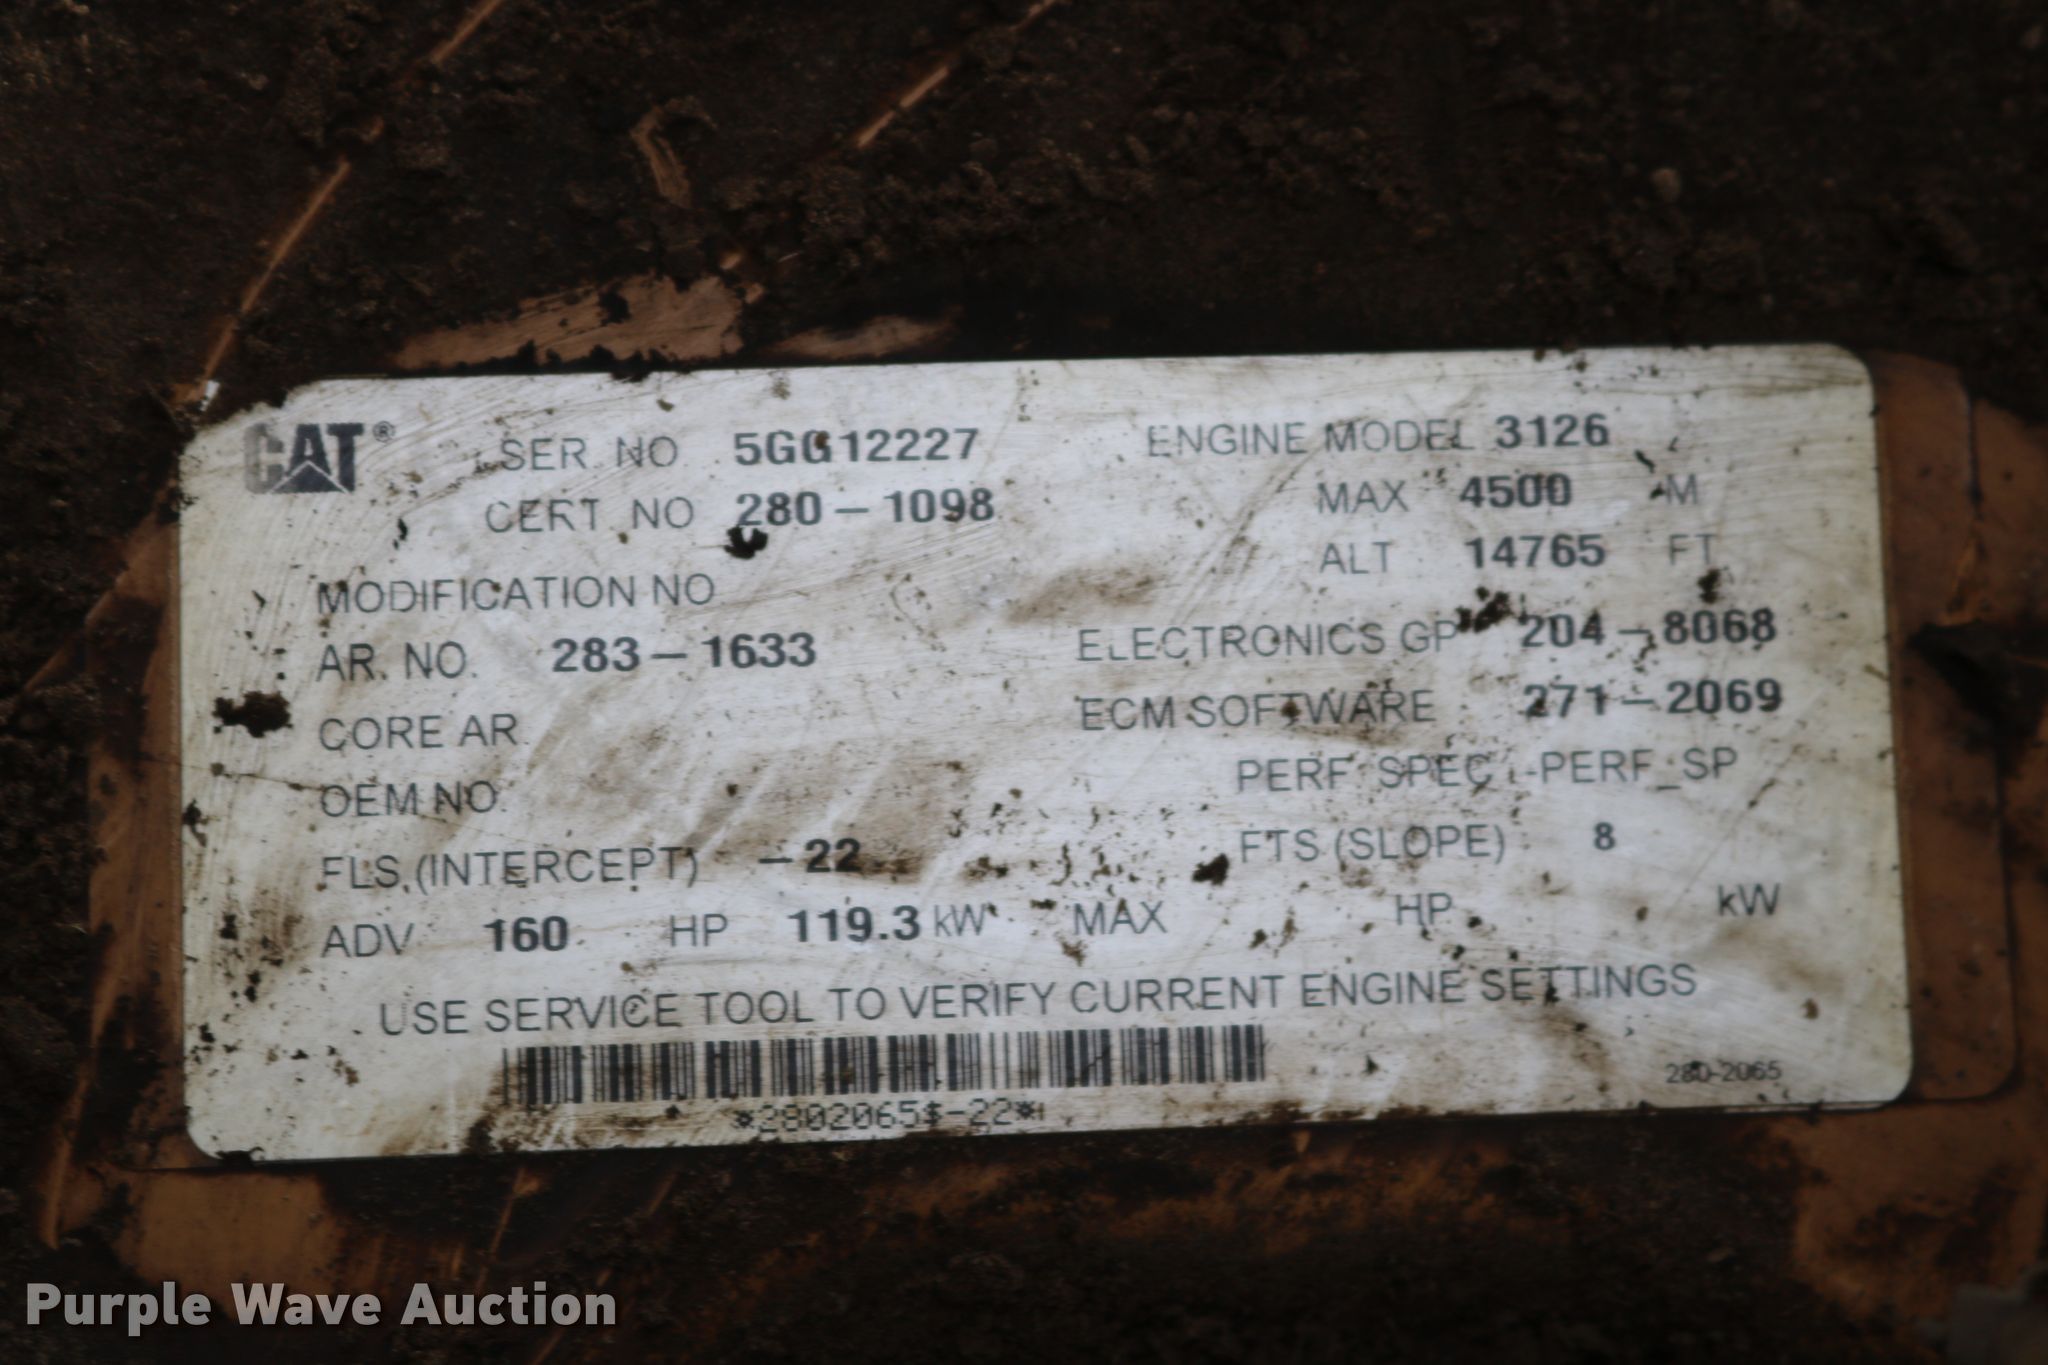 CAT® SER. NO 5GG12227 ENGINE MODEL 3126
CERT NO 280-1098 MAX 4500 M
ALT 14765 FT
MODIFICATION NO
AR. NO. 283-1633 ELECTRONICS GP 204-8068
CORE AR ECM SOFTWARE 271-2069
OEM NO. PERF SPEC -PERF_SP
FLS (INTERCEPT) -22 FTS (SLOPE) 8
ADV 160 HP 119.3 kW MAX HP kW
USE SERVICE TOOL TO VERIFY CURRENT ENGINE SETTINGS
280-2065
*2802065$-22*
Purple Wave Auction